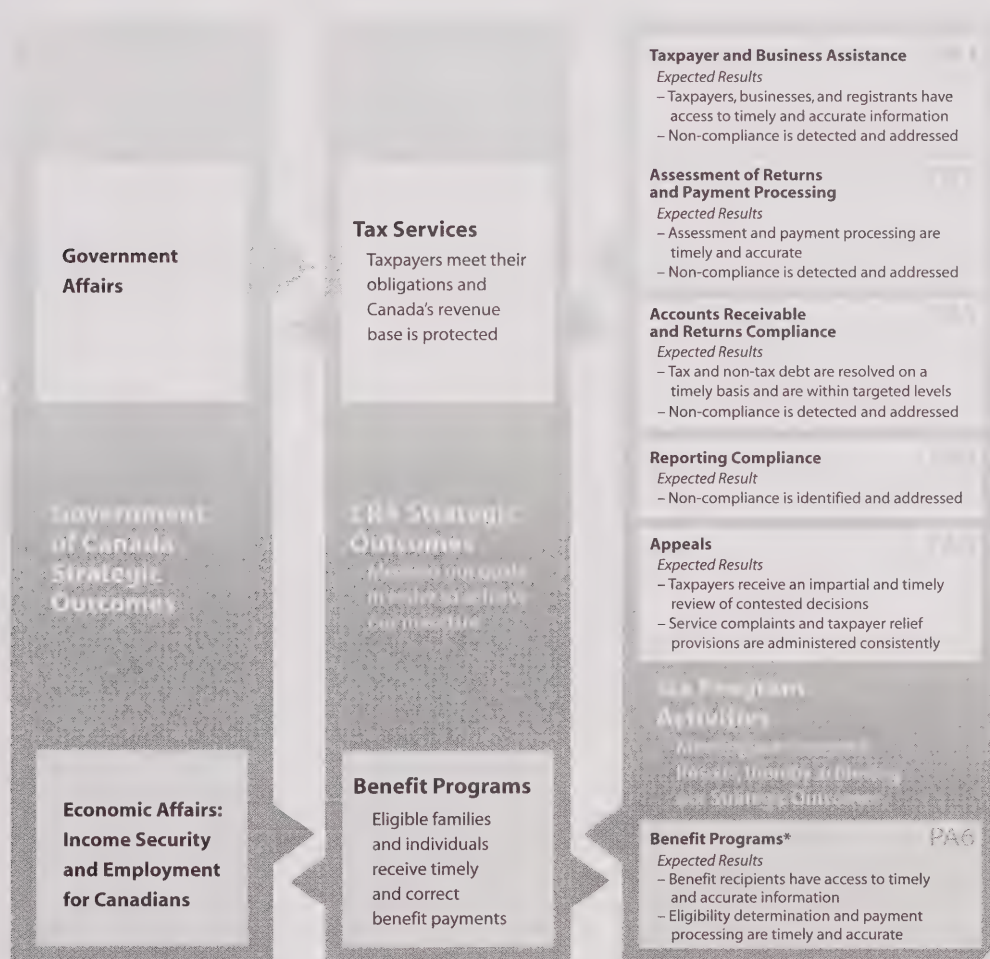 Government
Affairs
Government
of Canada
Strategic
Outcomes
Economic Affairs:
Income Security
and Employment
for Canadians
Tax Services
Taxpayers meet their
obligations and
Canada's revenue
base is protected
CRA Strategic
Outcomes
Benefit Programs
Eligible families
and individuals
receive timely
and correct
benefit payments
Taxpayer and Business Assistance
Expected Results
– Taxpayers, businesses, and registrants have
access to timely and accurate information
– Non-compliance is detected and addressed
Assessment of Returns
and Payment Processing
Expected Results
– Assessment and payment processing are
timely and accurate
– Non-compliance is detected and addressed
Accounts Receivable
and Returns Compliance
Expected Results
– Tax and non-tax debt are resolved on a
timely basis and are within targeted levels
– Non-compliance is detected and addressed
Reporting Compliance
Expected Result
– Non-compliance is identified and addressed
Appeals
Expected Results
– Taxpayers receive an impartial and timely
review of contested decisions
– Service complaints and taxpayer relief
provisions are administered consistently
Program
Activities
our Strategic Outcomes
Benefit Programs* PA6
Expected Results
– Benefit recipients have access to timely
and accurate information
– Eligibility determination and payment
processing are timely and accurate